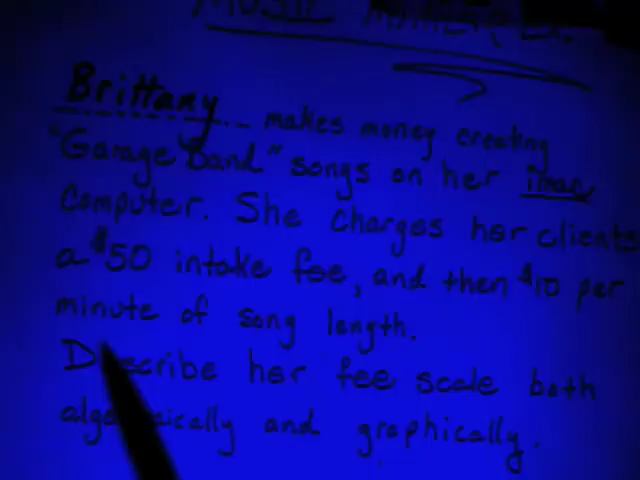 MUSIC
Brittany makes money creating
"Garage Band" songs on her imac
Computer. She charges her clients
a $50 intake fee, and then $10 per
minute of song length.
Describe her fee scale both
algebraically and graphically.